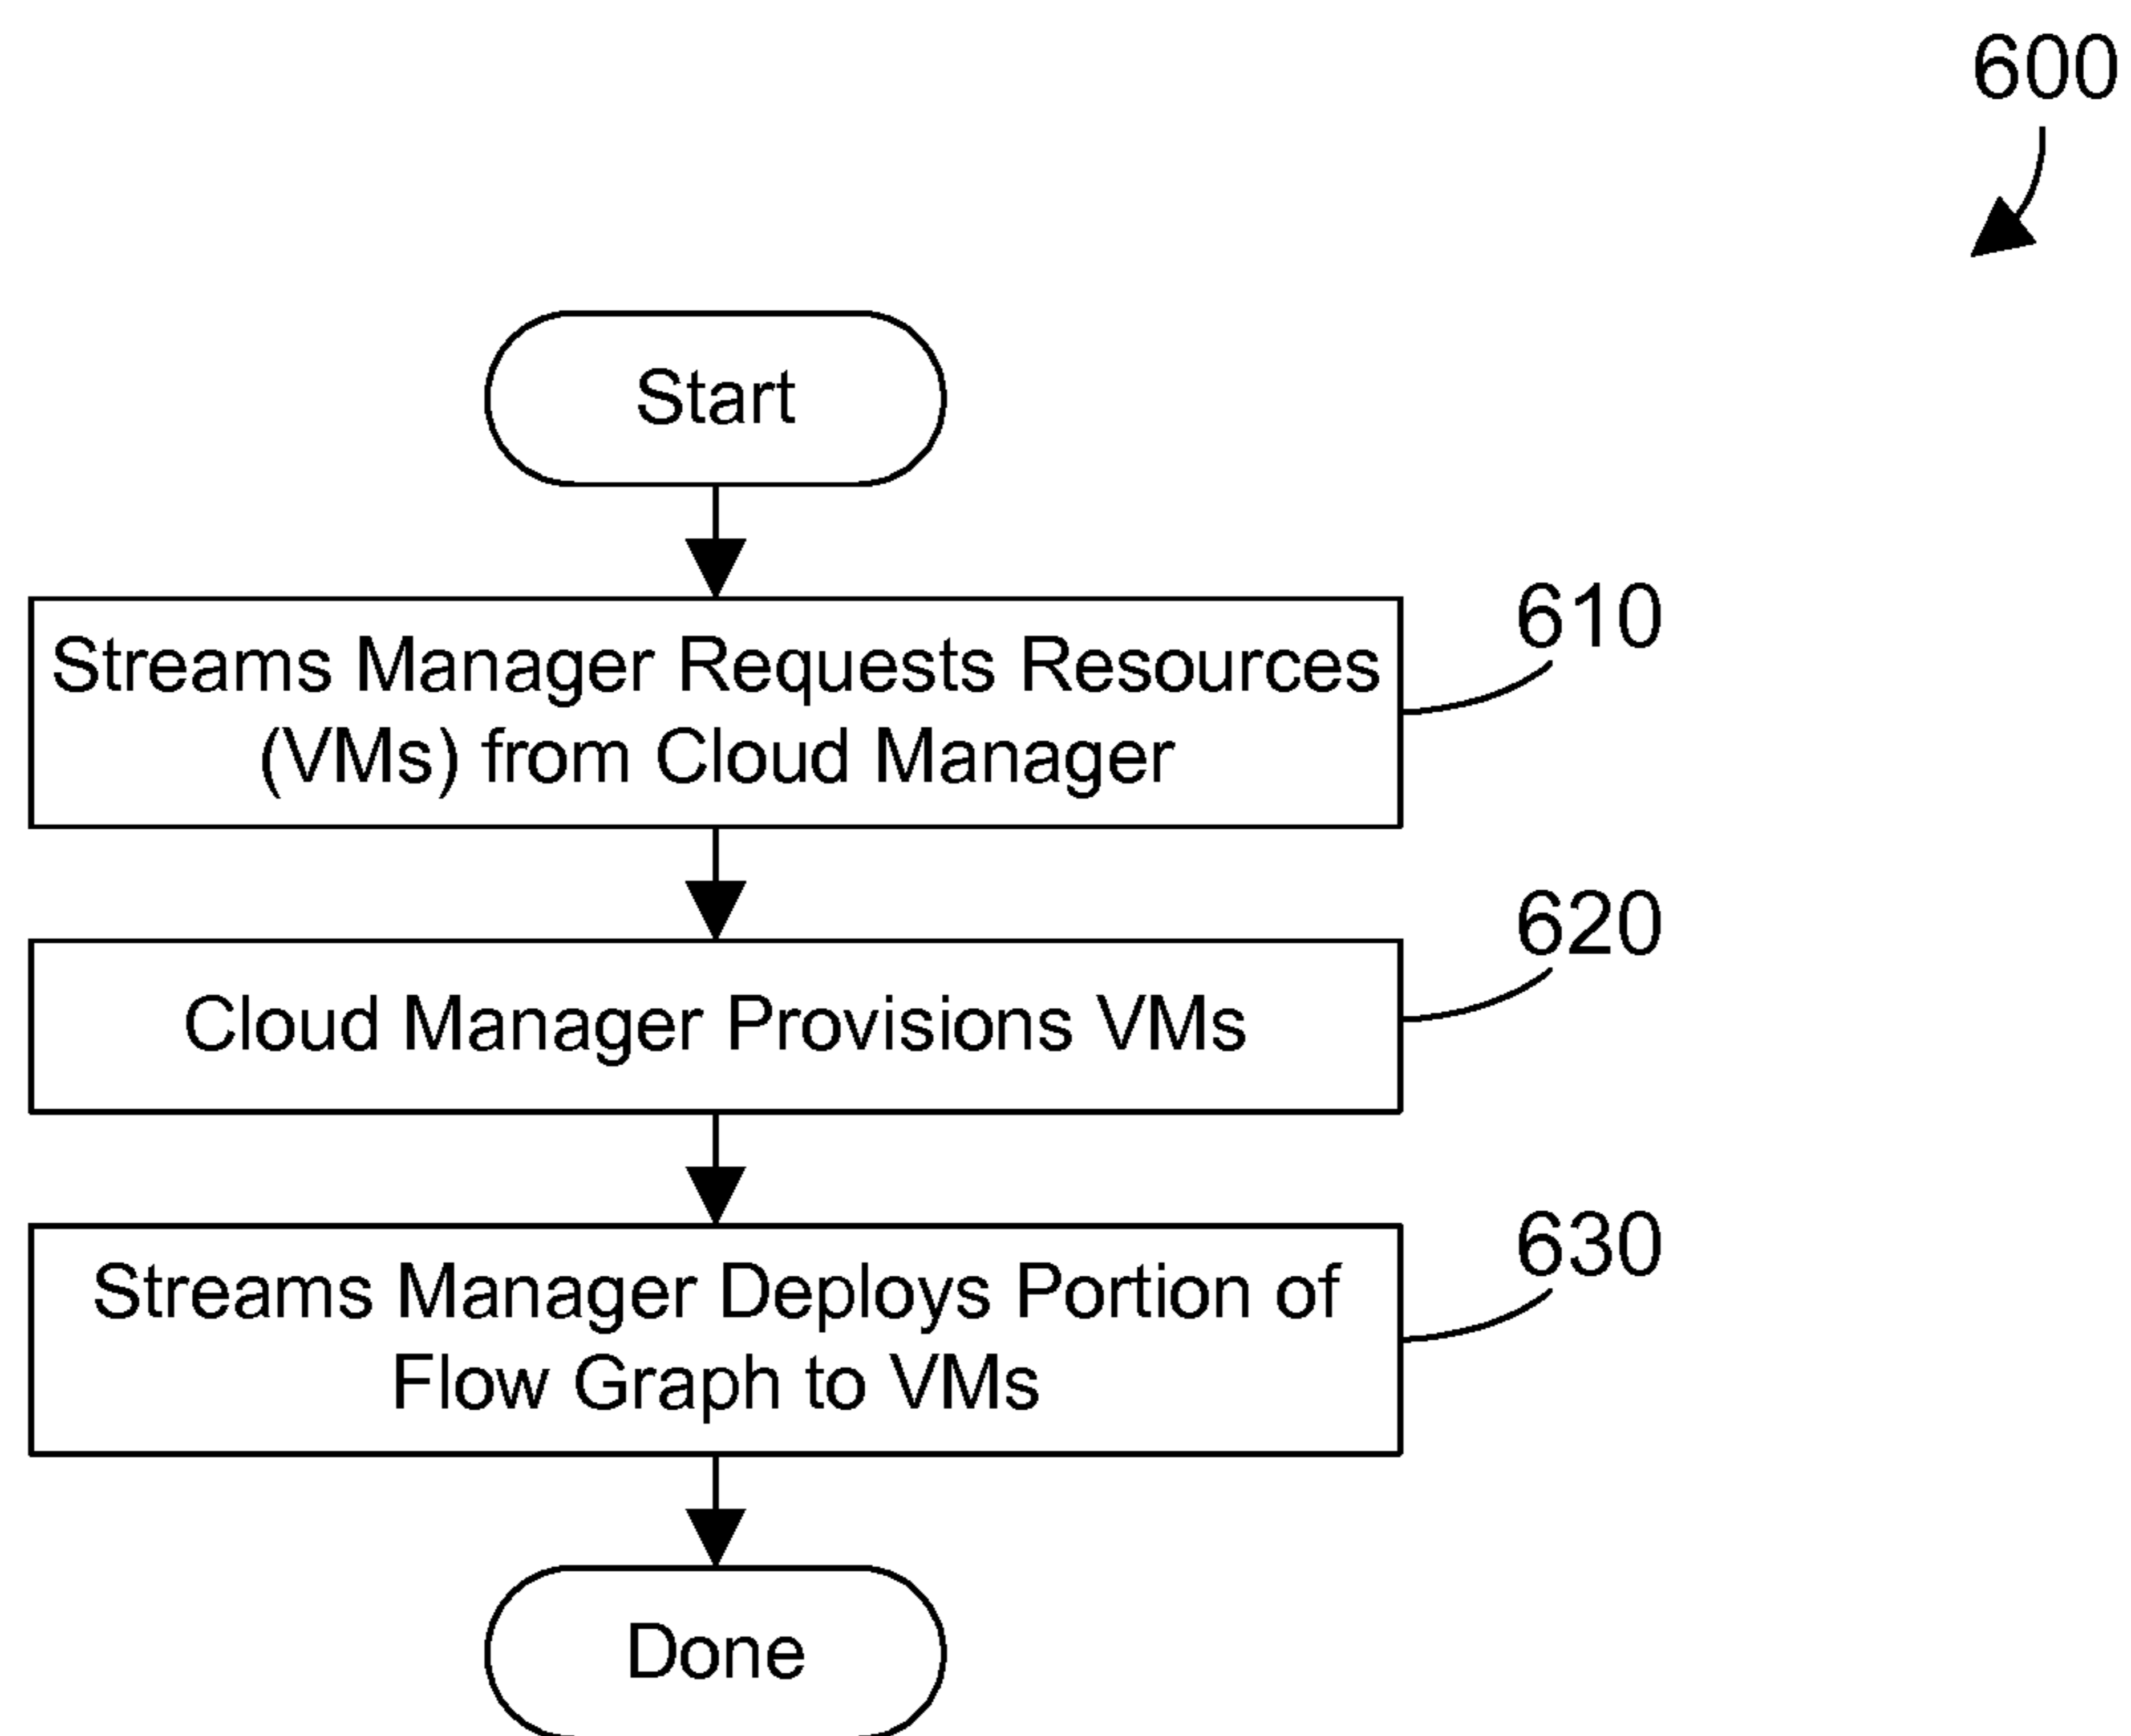 600
Start
Streams Manager Requests Resources
(VMs) from Cloud Manager
610
Cloud Manager Provisions VMs
620
Streams Manager Deploys Portion of
Flow Graph to VMs
630
Done